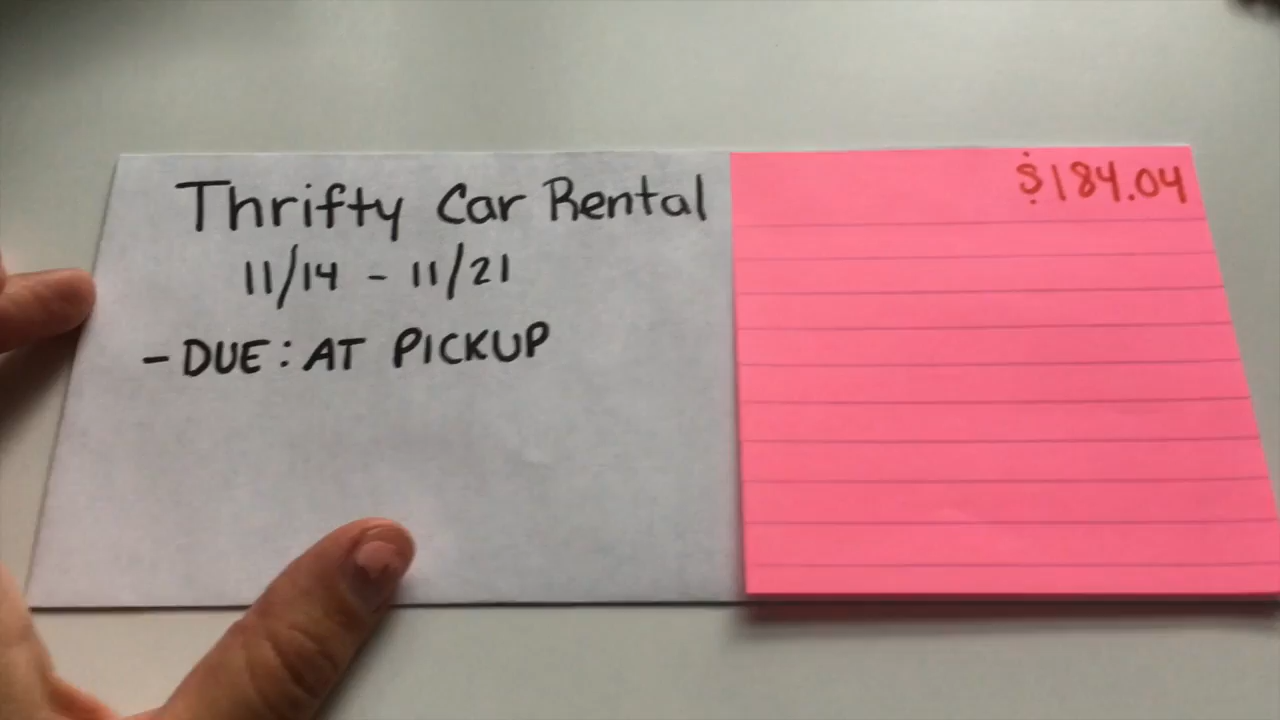 Thrifty Car Rental
11/14 - 11/21
- DUE: AT PICKUP
$184.04